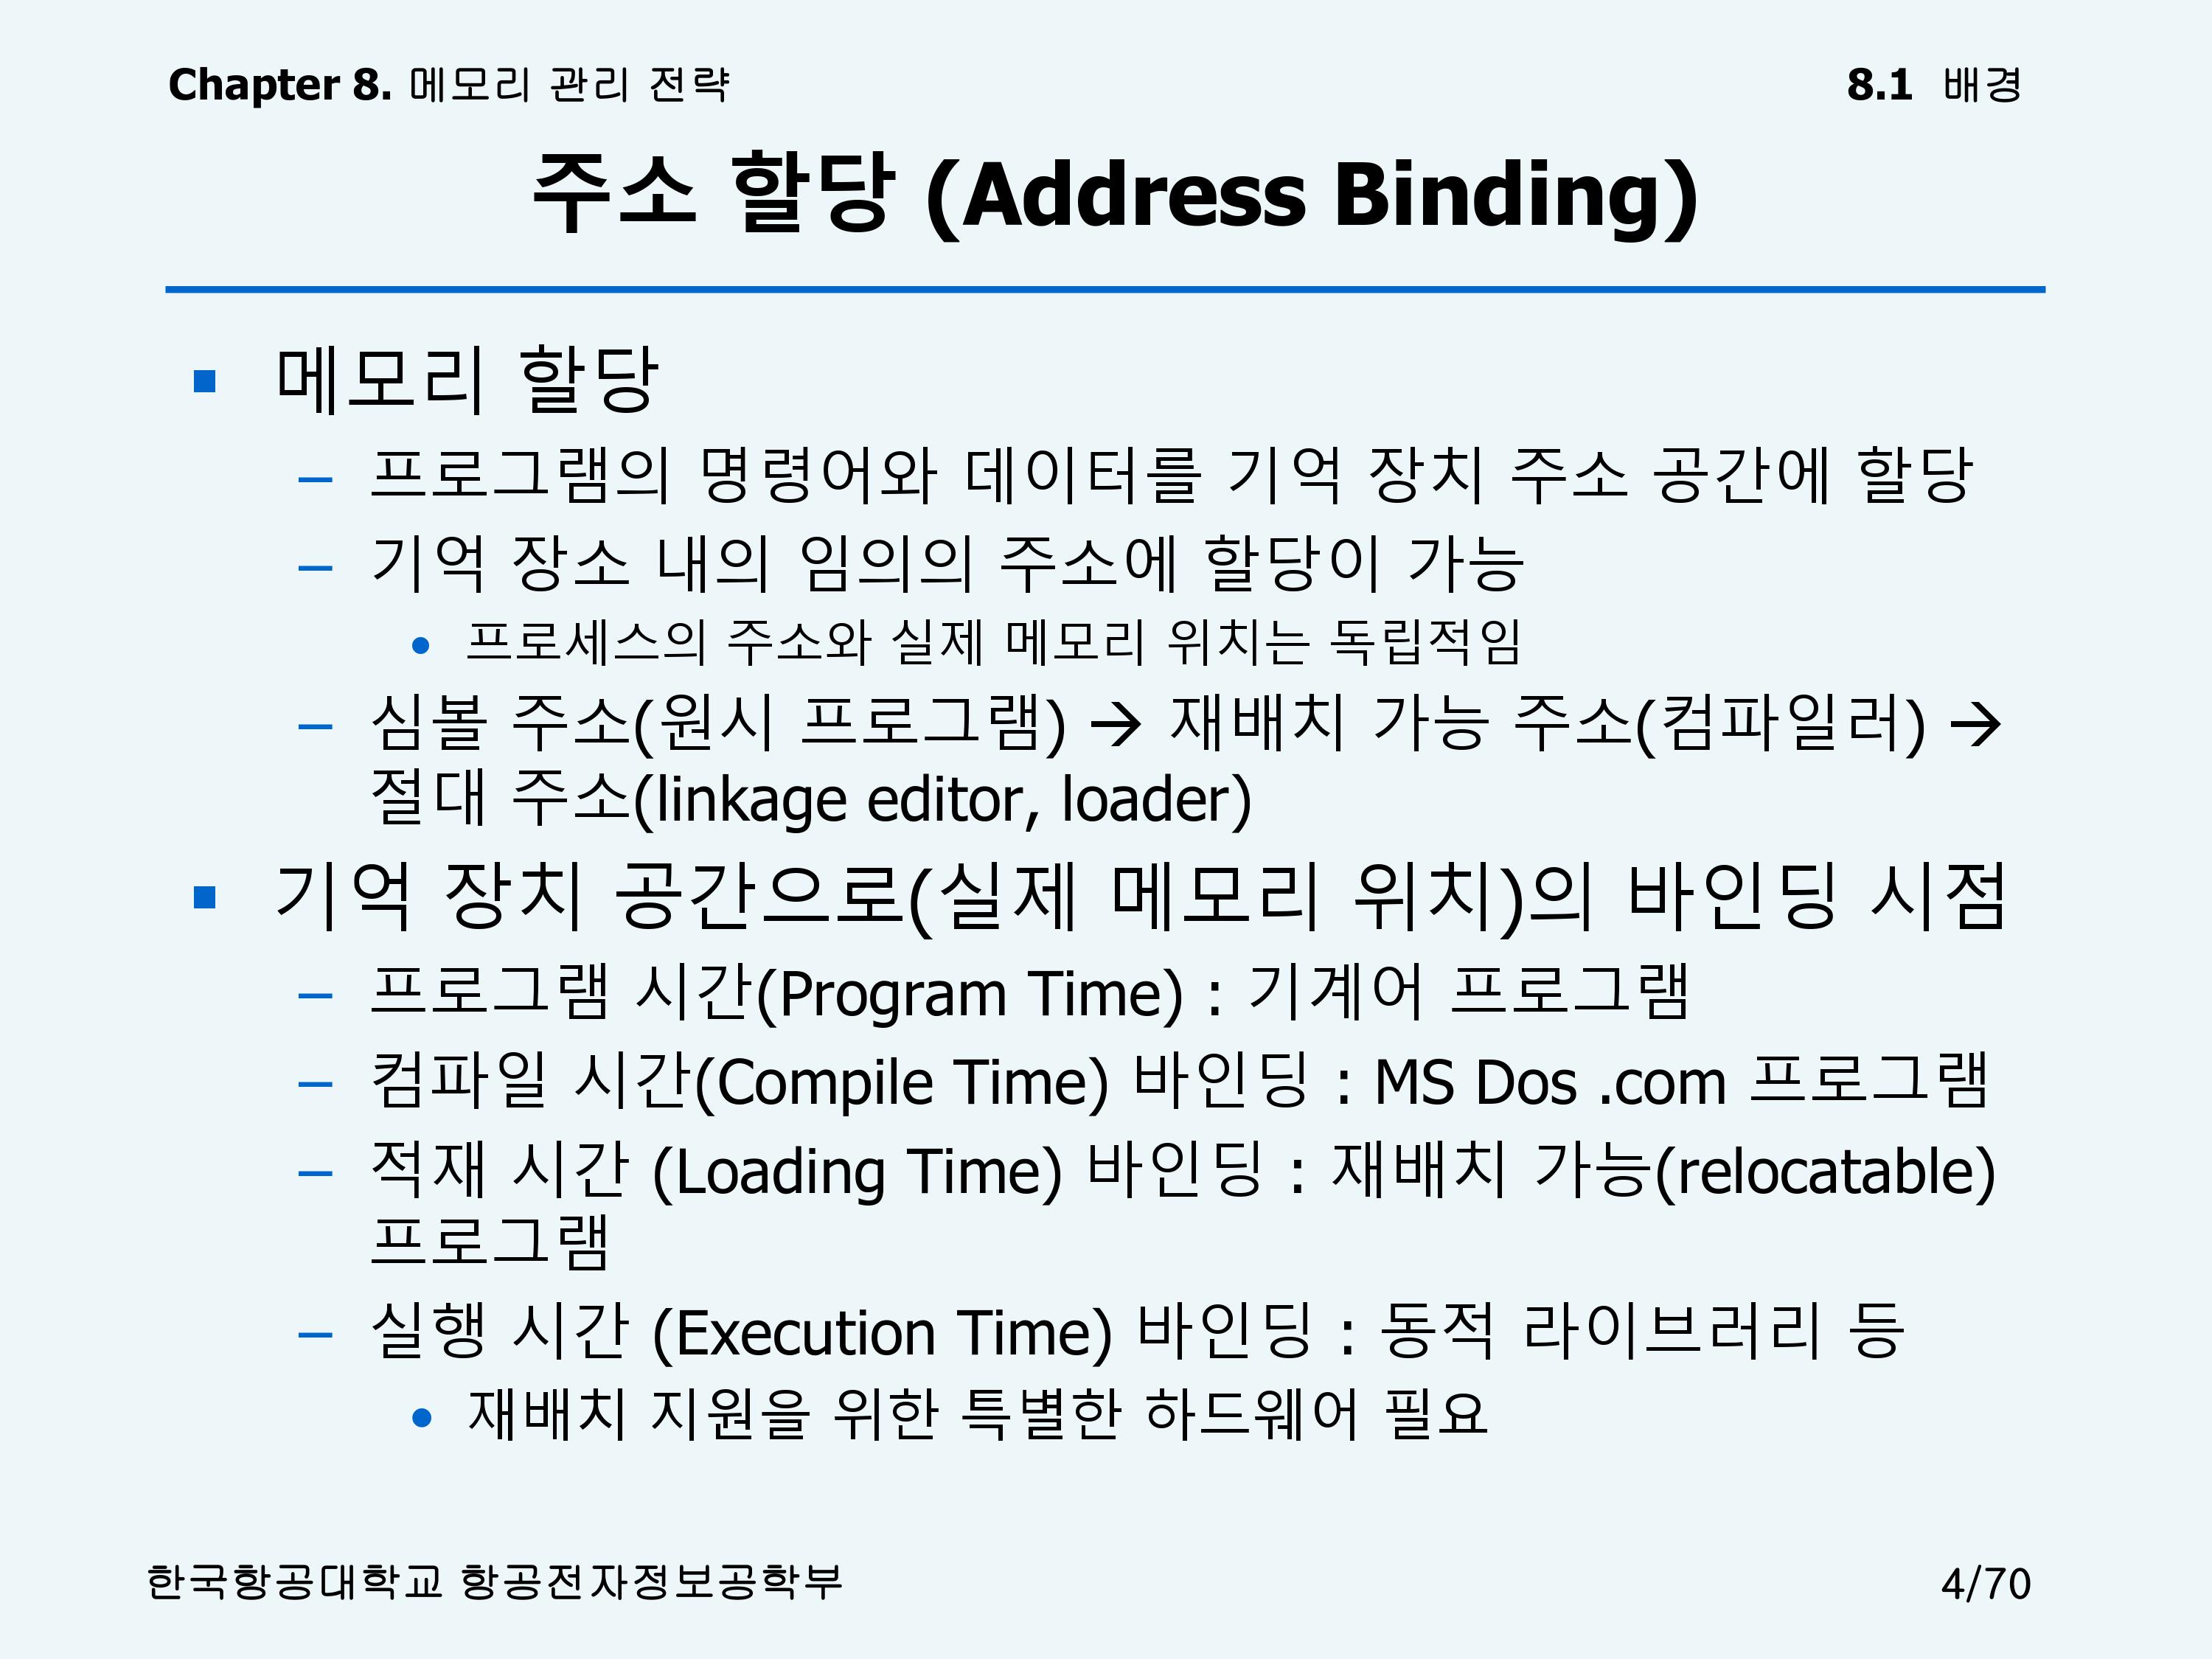 Chapter 8. 메모리 관리 전략
8.1 배경
주소 할당 (Address Binding)
▪ 메모리 할당
– 프로그램의 명령어와 데이터를 기억 장치 주소 공간에 할당
– 기억 장소 내의 임의의 주소에 할당이 가능
• 프로세스의 주소와 실제 메모리 위치는 독립적임
– 심볼 주소(원시 프로그램) → 재배치 가능 주소(컴파일러) →
절대 주소(linkage editor, loader)
▪ 기억 장치 공간으로(실제 메모리 위치)의 바인딩 시점
– 프로그램 시간(Program Time) : 기계어 프로그램
– 컴파일 시간(Compile Time) 바인딩 : MS Dos .com 프로그램
– 적재 시간 (Loading Time) 바인딩 : 재배치 가능(relocatable)
프로그램
– 실행 시간 (Execution Time) 바인딩 : 동적 라이브러리 등
• 재배치 지원을 위한 특별한 하드웨어 필요
한국항공대학교 항공전자정보공학부
4/70